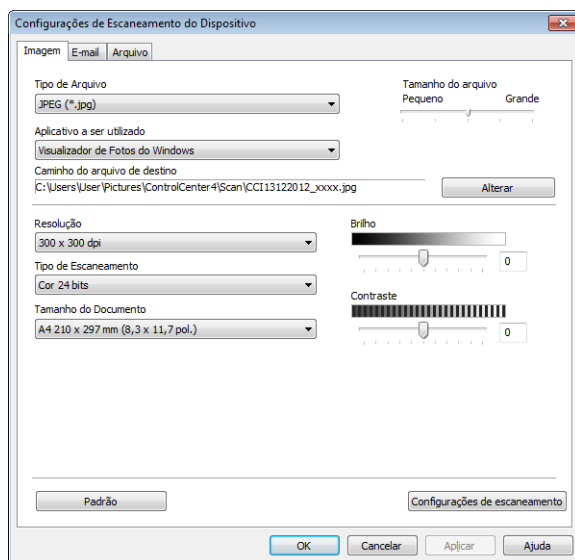 Configurações de Escaneamento do Dispositivo
Imagem E-mail Arquivo
Tipo de Arquivo
JPEG (*.jpg)
Tamanho do arquivo
Pequeno Grande
Aplicativo a ser utilizado
Visualizador de Fotos do Windows
Caminho do arquivo de destino
C:\Users\User\Pictures\ControlCenter4\Scan\CCI13122012_xxxx.jpg
Alterar
Resolução
300 x 300 dpi
Tipo de Escaneamento
Cor 24 bits
Tamanho do Documento
A4 210 x 297 mm (8,3 x 11,7 pol.)
Brilho
0
Contraste
0
Padrão
Configurações de escaneamento
OK Cancelar Aplicar Ajuda